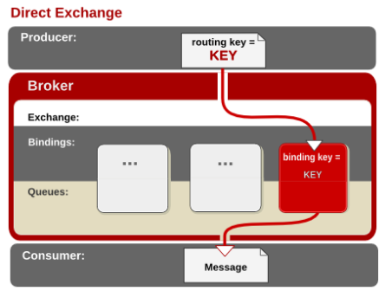 Direct Exchange
Producer:
routing key =
KEY
Broker
Exchange:
Bindings:
...
...
binding key =
KEY
Queues:
Consumer:
Message